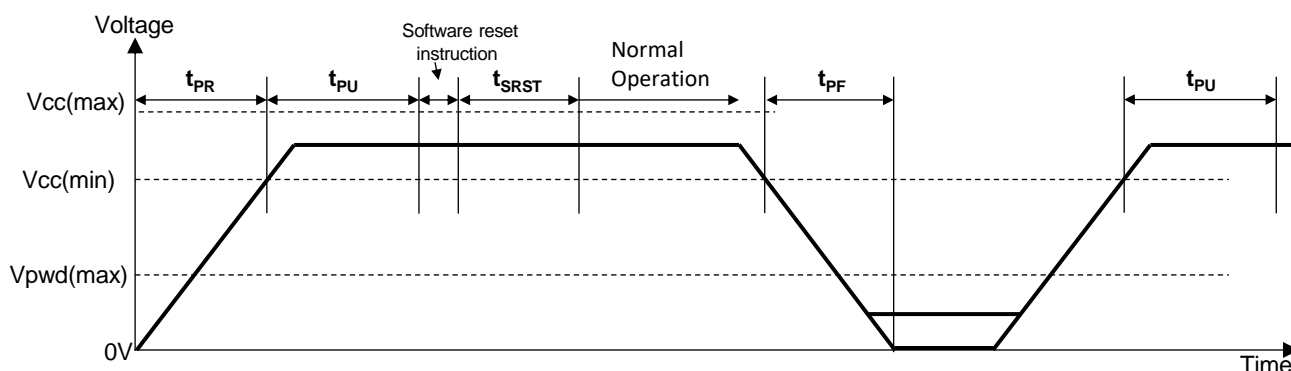 Voltage
Software reset
instruction
Normal
Operation
tPR
tPU
tSRST
tPF
tPU
Vcc(max)
Vcc(min)
Vpwd(max)
0V
Time